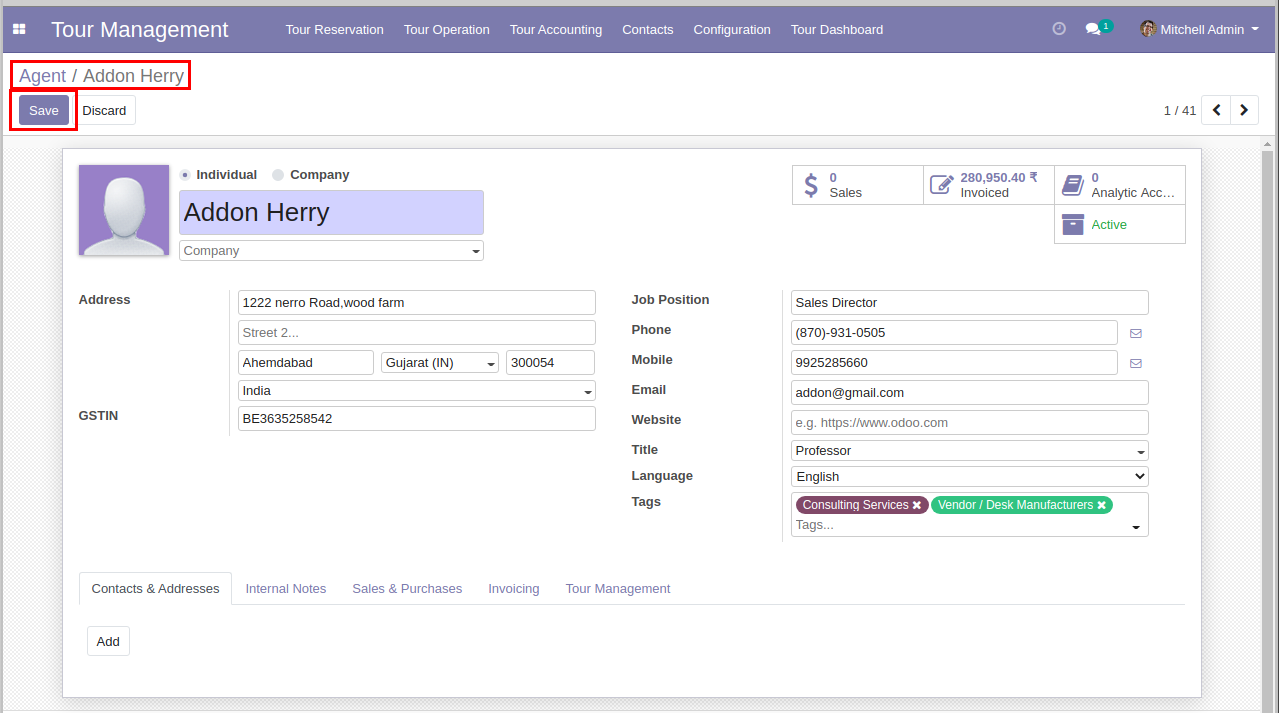 Tour Management Tour Reservation Tour Operation Tour Accounting Contacts Configuration Tour Dashboard 1 Mitchell Admin
Agent / Addon Herry
Save Discard 1 / 41
Individual Company
Addon Herry
Company
0
Sales
280,950.40 ₹
Invoiced
0
Analytic Acc...
Active
Address 1222 nerro Road,wood farm
Street 2...
Ahemdabad Gujarat (IN) 300054
India
GSTIN BE3635258542
Job Position Sales Director
Phone (870)-931-0505
Mobile 9925285660
Email addon@gmail.com
Website e.g. https://www.odoo.com
Title Professor
Language English
Tags Consulting Services Vendor / Desk Manufacturers
Tags...
Contacts & Addresses Internal Notes Sales & Purchases Invoicing Tour Management
Add